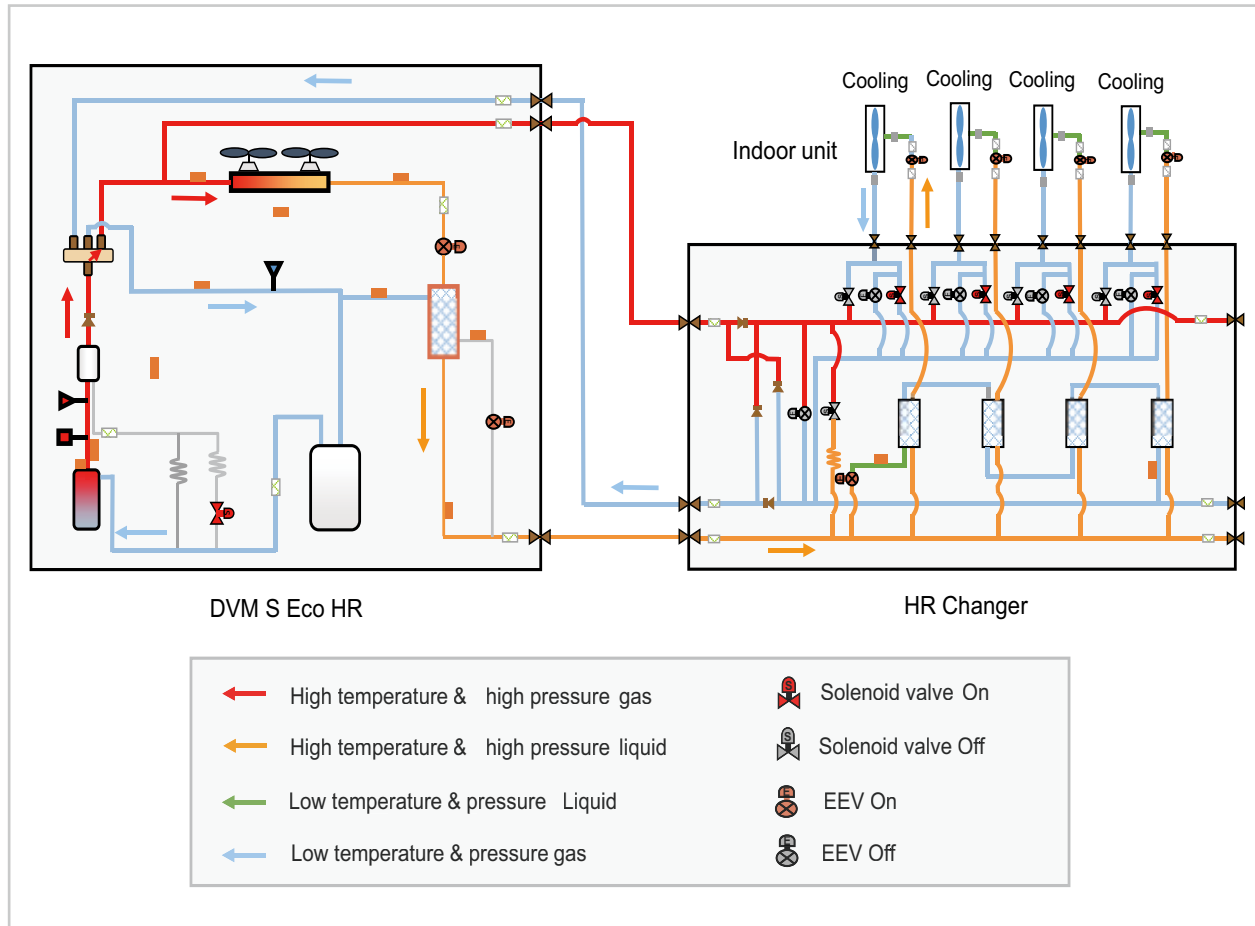 Cooling Cooling Cooling Cooling
Indoor unit
DVM S Eco HR
HR Changer
High temperature & high pressure gas
S Solenoid valve On
High temperature & high pressure liquid
S Solenoid valve Off
Low temperature & pressure Liquid
E EEV On
Low temperature & pressure gas
E EEV Off